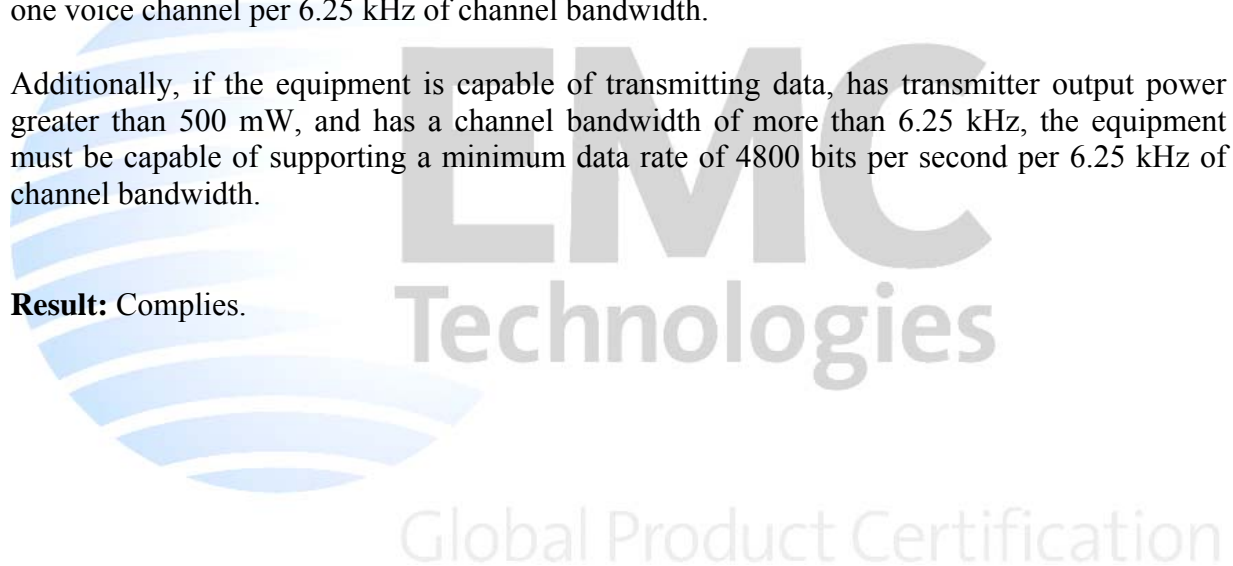 one voice channel per 6.25 kHz of channel bandwidth.
Additionally, if the equipment is capable of transmitting data, has transmitter output power
greater than 500 mW, and has a channel bandwidth of more than 6.25 kHz, the equipment
must be capable of supporting a minimum data rate of 4800 bits per second per 6.25 kHz of
channel bandwidth.
EMC
Result: Complies.
Technologies
Global Product Certification